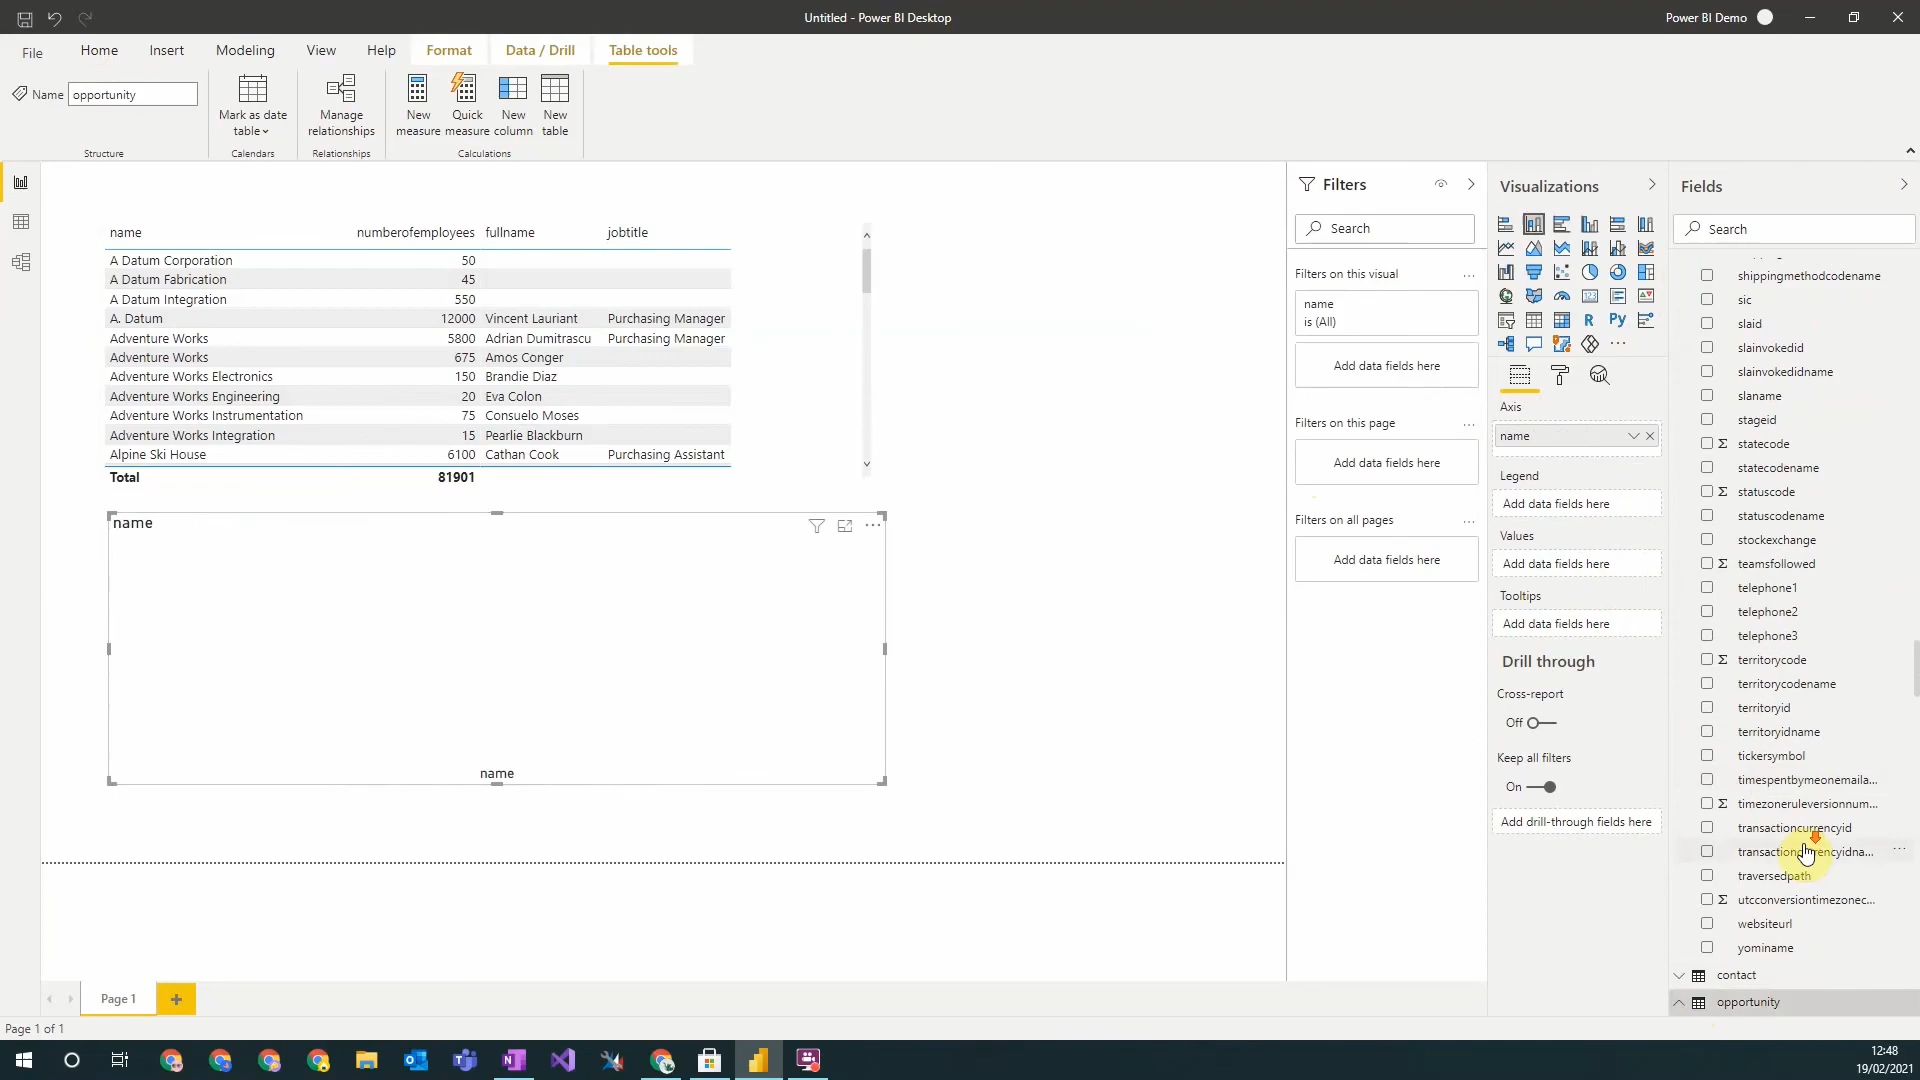 Untitled - Power BI Desktop
Power BI Demo
File
Home
Insert
Modeling
View
Help
Format
Data / Drill
Table tools
Name
opportunity
Mark as date
table
Manage
relationships
New
measure
Quick
measure
New
column
New
table
Structure
Calendars
Relationships
Calculations
name numberofemployees fullname jobtitle
A Datum Corporation 50
A Datum Fabrication 45
A Datum Integration 550
A. Datum 12000 Vincent Lauriant Purchasing Manager
Adventure Works 5800 Adrian Dumitrascu Purchasing Manager
Adventure Works 675 Amos Conger
Adventure Works Electronics 150 Brandie Diaz
Adventure Works Engineering 20 Eva Colon
Adventure Works Instrumentation 75 Consuelo Moses
Adventure Works Integration 15 Pearlie Blackburn
Alpine Ski House 6100 Cathan Cook Purchasing Assistant
Total 81901
name
name
Page 1
Page 1 of 1
Filters
Search
Filters on this visual
name
is (All)
Add data fields here
Filters on this page
Add data fields here
Filters on all pages
Add data fields here
Visualizations
R
Py
123
Axis
name
Legend
Add data fields here
Values
Add data fields here
Tooltips
Add data fields here
Drill through
Cross-report
Off
Keep all filters
On
Add drill-through fields here
Fields
Search
shippingmethodcodename
sic
slaid
slainvokedid
slainvokedidname
slaname
stageid
Σ statecode
statecodename
Σ statuscode
statuscodename
stockexchange
Σ teamsfollowed
telephone1
telephone2
telephone3
Σ territorycode
territorycodename
territoryid
territoryidname
tickersymbol
timespentbymeonemaila...
Σ timezoneruleversionnum...
transactioncurrencyid
transactioncurrencyidna...
traversedpath
Σ utcconversiontimezonec...
websiteurl
yominame
contact
opportunity
12:48
19/02/2021